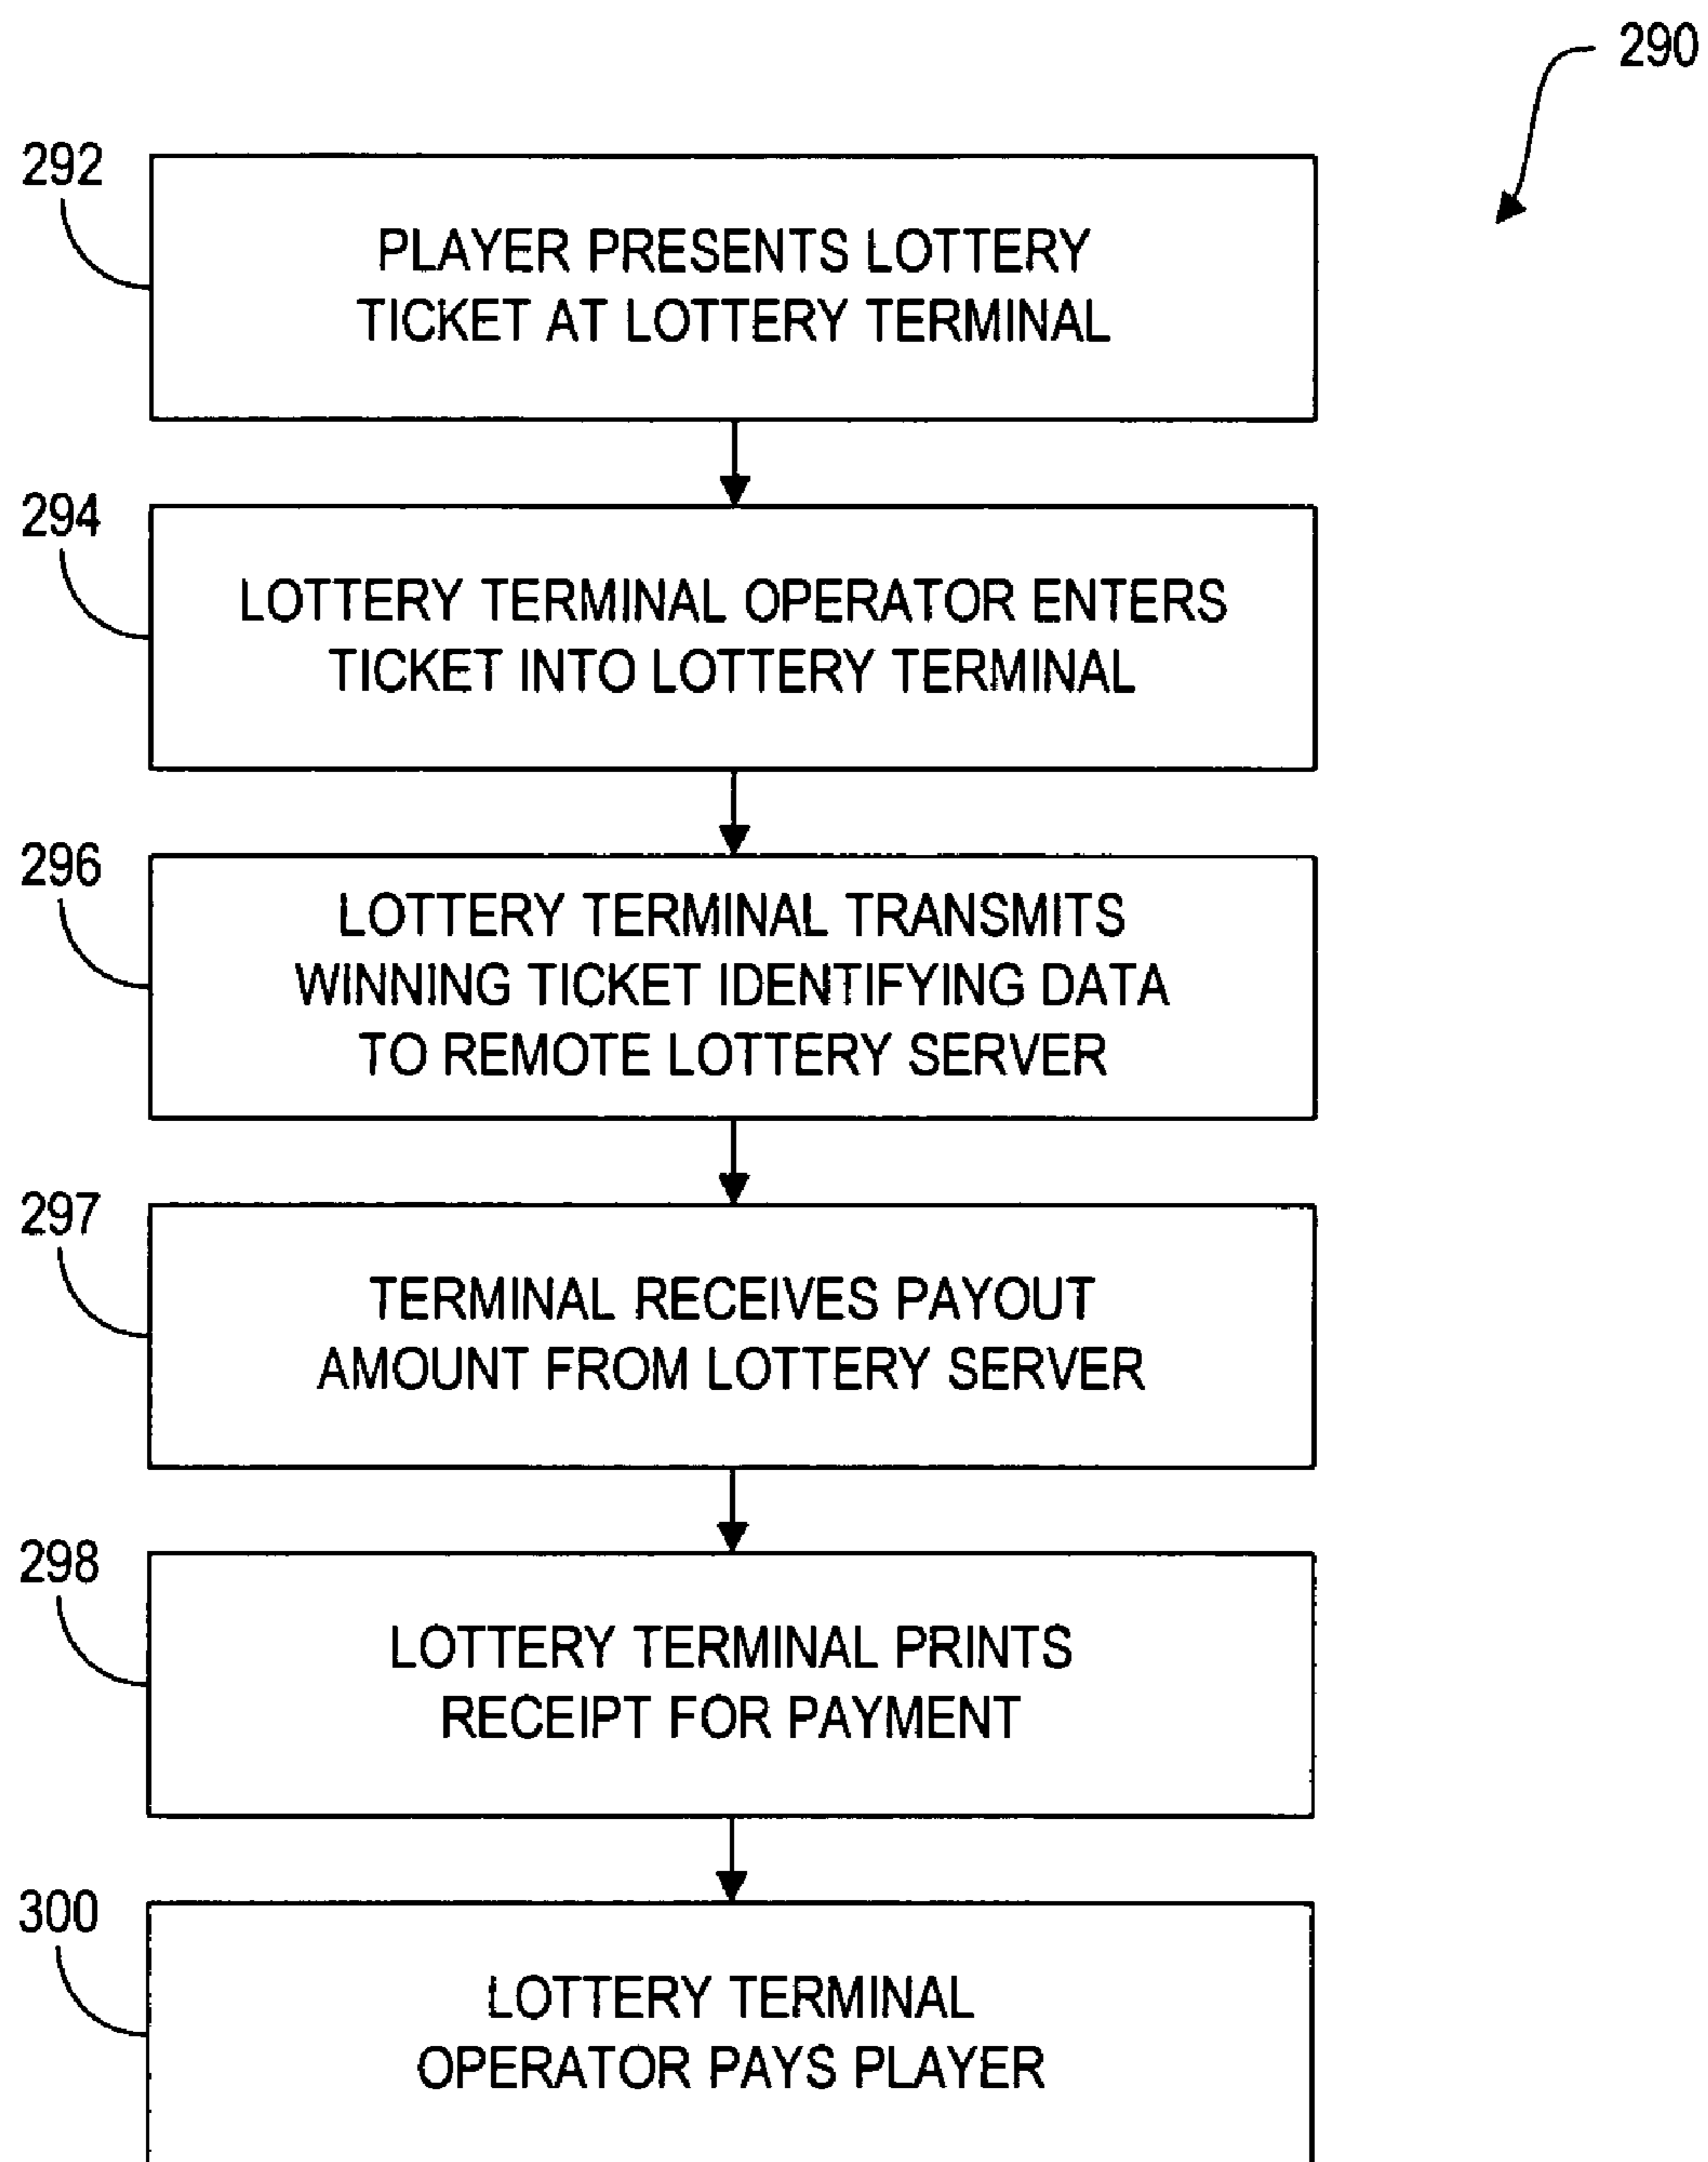 290
292
PLAYER PRESENTS LOTTERY
TICKET AT LOTTERY TERMINAL
294
LOTTERY TERMINAL OPERATOR ENTERS
TICKET INTO LOTTERY TERMINAL
296
LOTTERY TERMINAL TRANSMITS
WINNING TICKET IDENTIFYING DATA
TO REMOTE LOTTERY SERVER
297
TERMINAL RECEIVES PAYOUT
AMOUNT FROM LOTTERY SERVER
298
LOTTERY TERMINAL PRINTS
RECEIPT FOR PAYMENT
300
LOTTERY TERMINAL
OPERATOR PAYS PLAYER